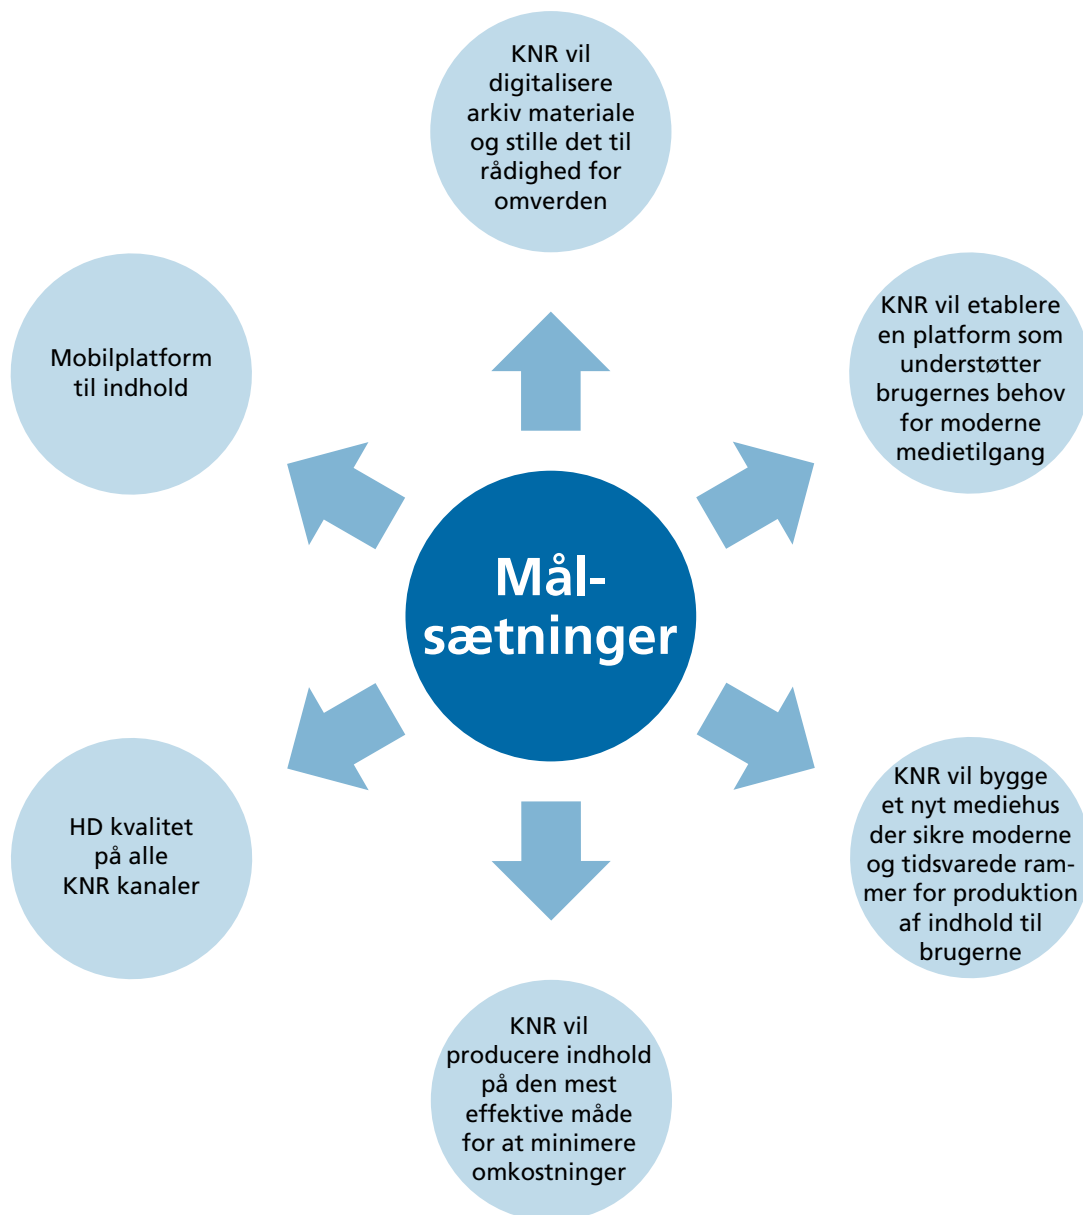 KNR vil
digitalisere
arkiv materiale
og stille det til
rådighed for
omverden
KNR vil etablere
en platform som
understøtter
brugernes behov
for moderne
medietilgang
Mobilplatform
til indhold
Mål-
sætninger
HD kvalitet
på alle
KNR kanaler
KNR vil bygge
et nyt mediehus
der sikre moderne
og tidsvarede ram-
mer for produktion
af indhold til
brugerne
KNR vil
producere indhold
på den mest
effektive måde
for at minimere
omkostninger